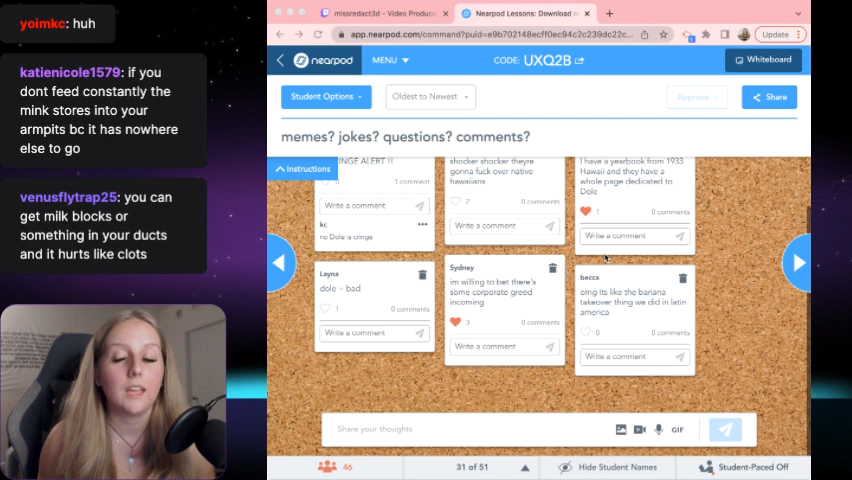 yoimkc: huh
katienicole1579: if you
dont feed constantly the
mink stores into your
armpits bc it has nowhere
else to go
venusflytrap25: you can
get milk blocks or
something in your ducts
and it hurts like clots
missredact3d - Video Produce
Nearpod Lessons: Download n
app.nearpod.com/command?puid=e9b702148ecf0ec94c2c239dc22c...
Update
nearpod
MENU
CODE: UXQ2B
Whiteboard
Student Options
Oldest to Newest
Approve
Share
memes? jokes? questions? comments?
Instructions
INGE ALERT !!
1 comment
Write a comment
kc
no Dole is cringe
shocker shocker theyre
gonna fuck over native
hawaiians
2
0 comments
Write a comment
I have a yearbook from 1933
Hawaii and they have a
whole page dedicated to
Dole
1
0 comments
Write a comment
Layna
dole = bad
1
0 comments
Write a comment
Sydney
im willing to bet there's
some corporate greed
incoming
3
0 comments
Write a comment
becca
omg its like the banana
takeover thing we did in latin
america
0
0 comments
Write a comment
Share your thoughts
GIF
46
31 of 51
Hide Student Names
Student-Paced Off